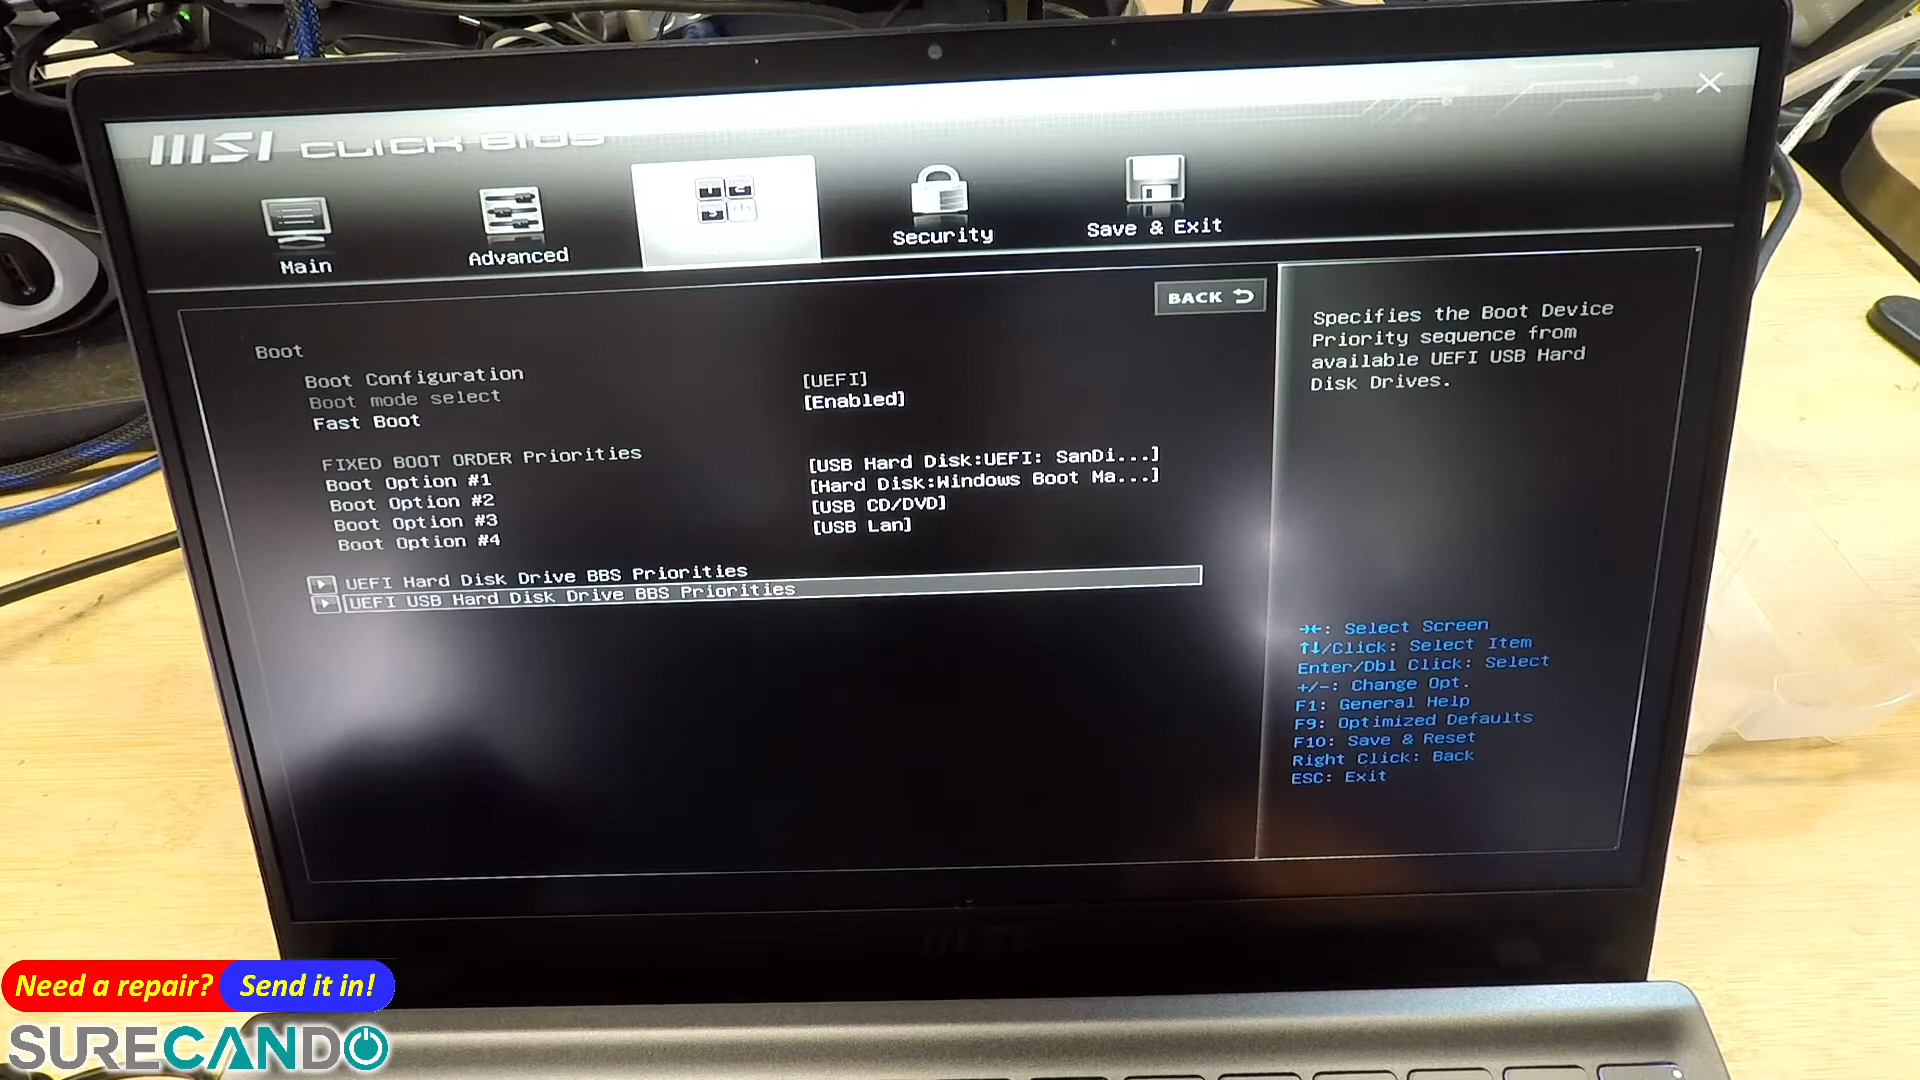 msi CLICK BIOS
Main
Advanced
Security
Save & Exit
BACK
Boot
Boot Configuration
Boot mode select [UEFI]
Fast Boot [Enabled]
FIXED BOOT ORDER Priorities
Boot Option #1 [USB Hard Disk:UEFI: SanDi...]
Boot Option #2 [Hard Disk:Windows Boot Ma...]
Boot Option #3 [USB CD/DVD]
Boot Option #4 [USB Lan]
UEFI Hard Disk Drive BBS Priorities
UEFI USB Hard Disk Drive BBS Priorities
Specifies the Boot Device
Priority sequence from
available UEFI USB Hard
Disk Drives.
→←: Select Screen
↑↓/Click: Select Item
Enter/Dbl Click: Select
+/-: Change Opt.
F1: General Help
F9: Optimized Defaults
F10: Save & Reset
Right Click: Back
ESC: Exit
msi
Need a repair? Send it in!
SURECANDO